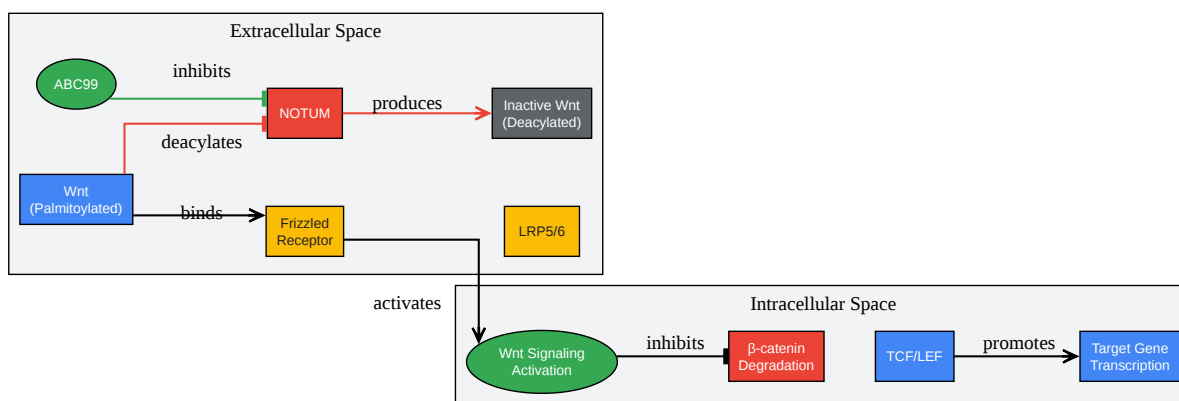 Extracellular Space
ABC99
inhibits
NOTUM
produces
Inactive Wnt
(Deacylated)
deacylates
Wnt
(Palmitoylated)
binds
Frizzled
Receptor
LRP5/6
activates
Intracellular Space
Wnt Signaling
Activation
inhibits
β-catenin
Degradation
TCF/LEF
promotes
Target Gene
Transcription